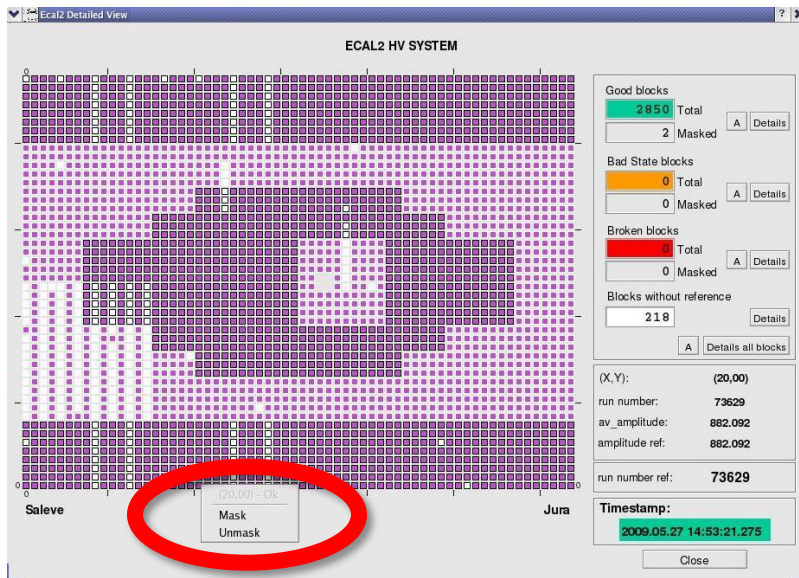 Ecal2 Detailed View
?
ECAL2 HV SYSTEM
0
0
0
0
0
Saleve
Jura
(20,00) - Ok
Mask
Unmask
Good blocks
2850 Total
2 Masked
A Details
Bad State blocks
0 Total
0 Masked
A Details
Broken blocks
0 Total
0 Masked
A Details
Blocks without reference
218
Details
A Details all blocks
(X,Y): (20,00)
run number: 73629
av_amplitude: 882.092
amplitude ref: 882.092
run number ref: 73629
Timestamp:
2009.05.27 14:53:21.275
Close